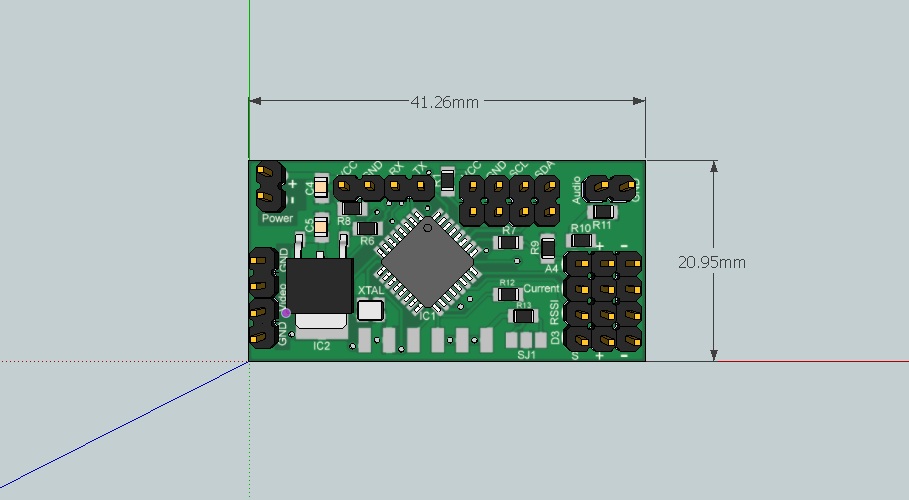 41.26mm
20.95mm
VCC GND RX TX
VCC GND SCL SDA
Audio
GND
+
-
Power
C4
C5
R8
R6
R7
R9
R10
R11
+ -
A4
GND
Video
GND
XTAL
IC1
IC2
R12
R13
Current
RSSI
D3
SJ1
S + -